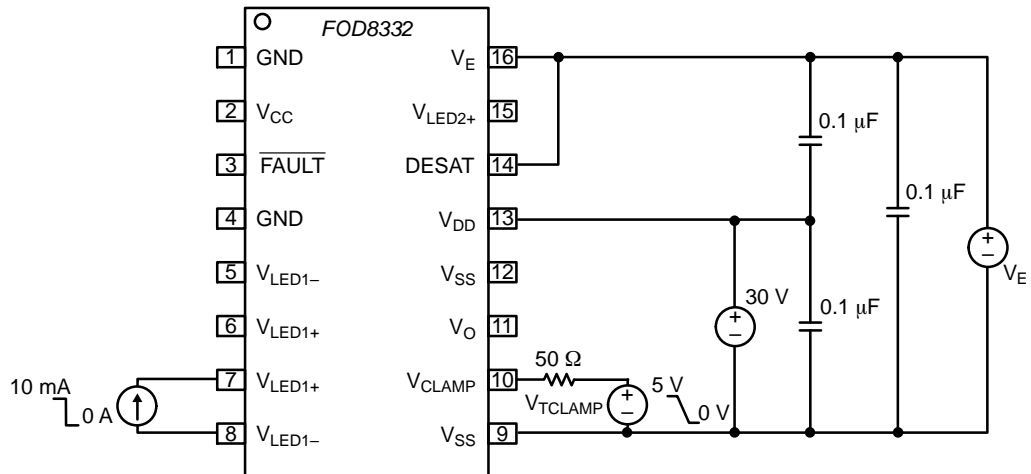 FOD8332
1 GND
2 VCC
3 FAULT
4 GND
5 VLED1–
6 VLED1+
7 VLED1+
8 VLED1–
VE 16
VLED2+ 15
DESAT 14
VDD 13
VSS 12
VO 11
VCLAMP 10
VSS 9
10 mA
0 A
50 Ω
VTCLAMP
+
–
5 V
0 V
30 V
+
–
0.1 μF
0.1 μF
0.1 μF
+
–
VE